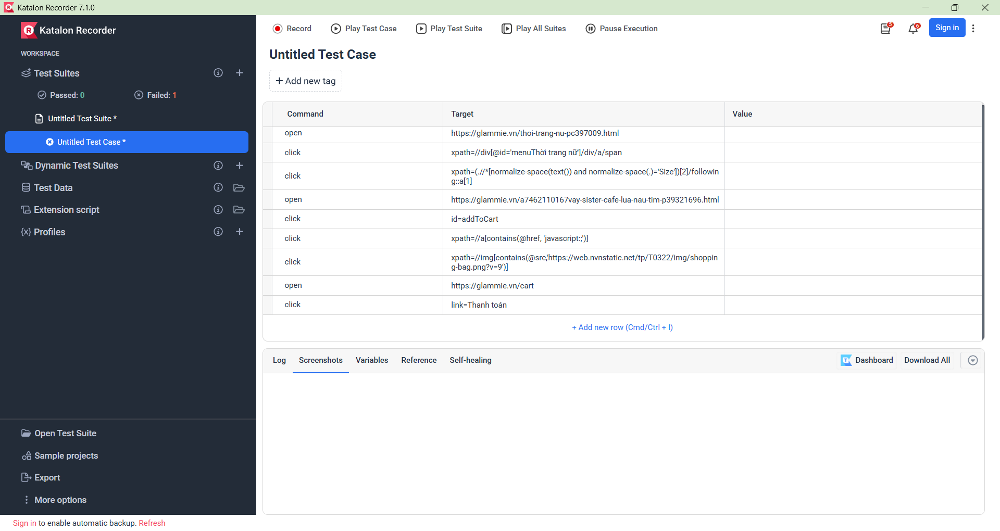 Katalon Recorder 7.1.0
Katalon Recorder
WORKSPACE
Test Suites
Passed: 0
Failed: 1
Untitled Test Suite *
Untitled Test Case *
Dynamic Test Suites
Test Data
Extension script
Profiles
Open Test Suite
Sample projects
Export
More options
Sign in to enable automatic backup. Refresh
Record
Play Test Case
Play Test Suite
Play All Suites
Pause Execution
5
6
Sign in
Untitled Test Case
+ Add new tag
Command Target Value
open https://glammie.vn/thoi-trang-nu-pc397009.html
click xpath=//div[@id='menuThời trang nữ']/div/a/span
click xpath=(.//*[normalize-space(text()) and normalize-space(.)='Size'])[2]/followin
g::a[1]
open https://glammie.vn/a7462110167vay-sister-cafe-lua-nau-tim-p39321696.html
click id=addToCart
click xpath=//a[contains(@href, 'javascript:;')]
click xpath=//img[contains(@src,'https://web.nvnstatic.net/tp/T0322/img/shoppin
g-bag.png?v=9')]
open https://glammie.vn/cart
click link=Thanh toán
+ Add new row (Cmd/Ctrl + I)
Log
Screenshots
Variables
Reference
Self-healing
Dashboard
Download All